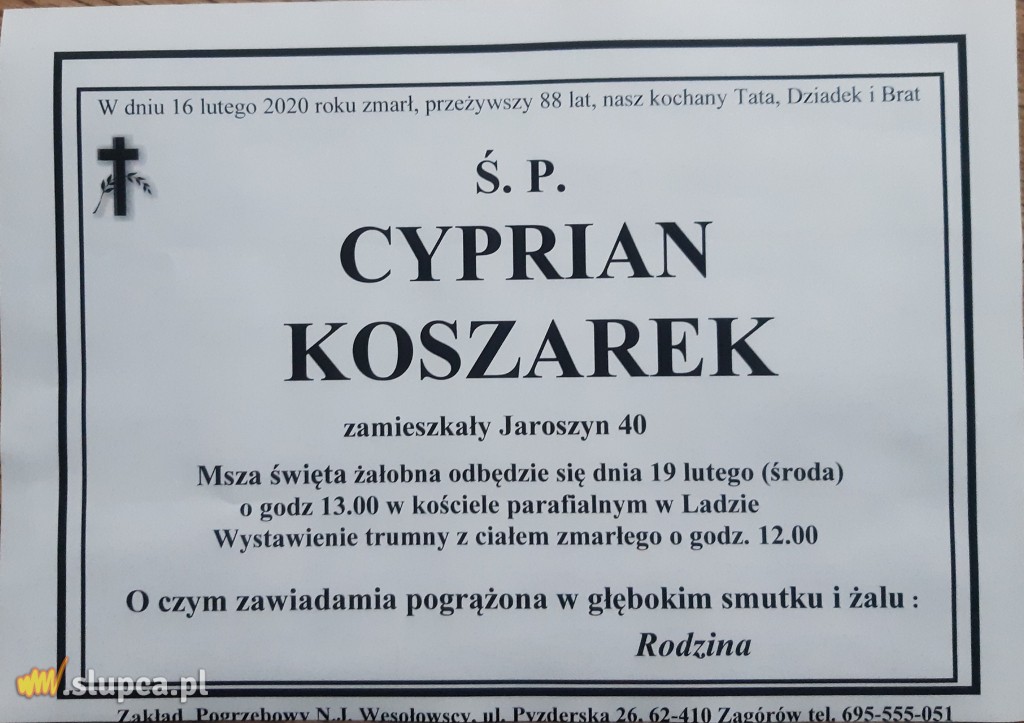 W dniu 16 lutego 2020 roku zmarł, przeżywszy 88 lat, nasz kochany Tata, Dziadek i Brat
Ś. P.
CYPRIAN
KOSZAREK
zamieszkały Jaroszyn 40
Msza święta żałobna odbędzie się dnia 19 lutego (środa)
o godz 13.00 w kościele parafialnym w Ladzie
Wystawienie trumny z ciałem zmarłego o godz. 12.00
O czym zawiadamia pogrążona w głębokim smutku i żalu :
Rodzina
www.slupca.pl
Zakład Pogrzebowy N.J. Wesołowscy, ul. Pyzderska 26, 62-410 Zagórów tel. 695-555-051